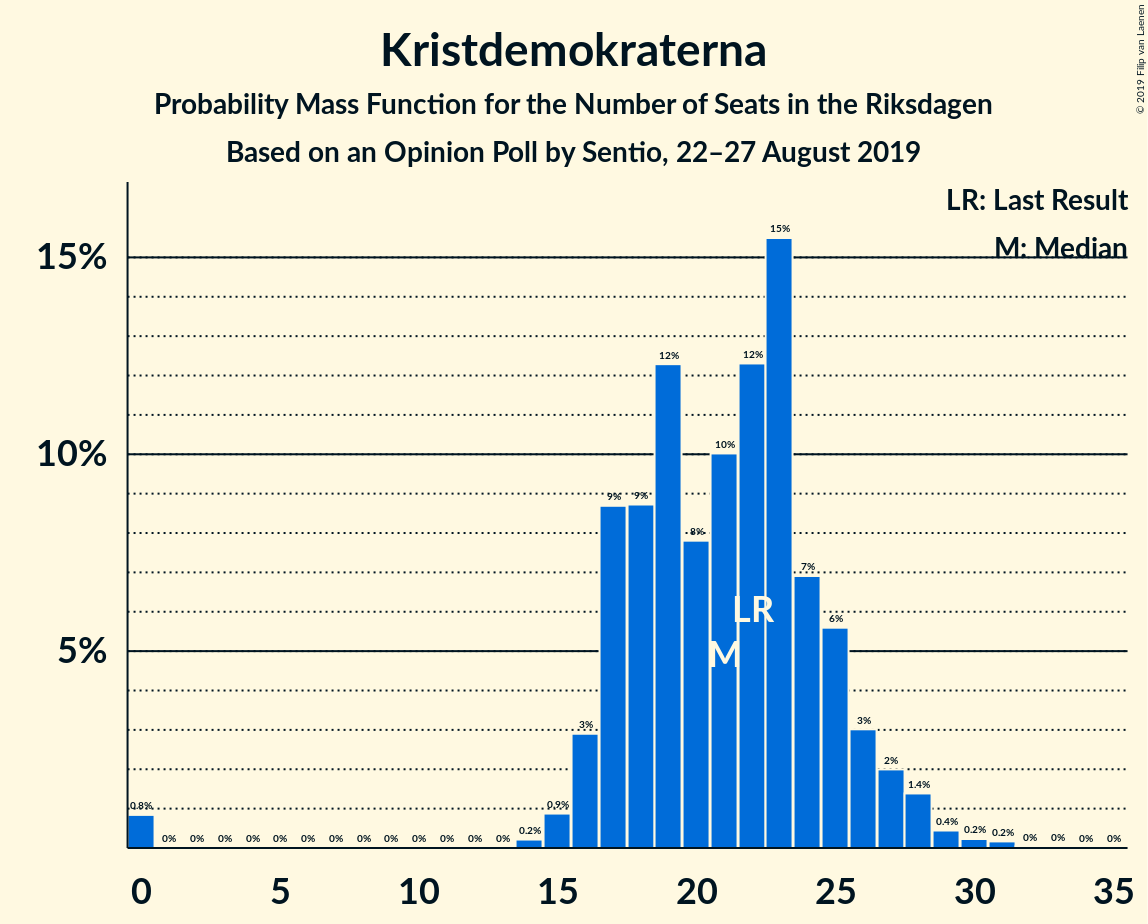 Kristdemokraterna
Probability Mass Function for the Number of Seats in the Riksdagen
Based on an Opinion Poll by Sentio, 22–27 August 2019
© 2019 Filip van Laenen
LR: Last Result
M: Median
15%
10%
5%
0.8% 0% 0% 0% 0% 0% 0% 0% 0% 0% 0% 0% 0% 0% 0.2% 0.9% 3% 9% 9% 12% 8% 10% 12% 15% 7% 6% 3% 2% 1.4% 0.4% 0.2% 0.2% 0% 0% 0% 0%
LR
M
0 5 10 15 20 25 30 35